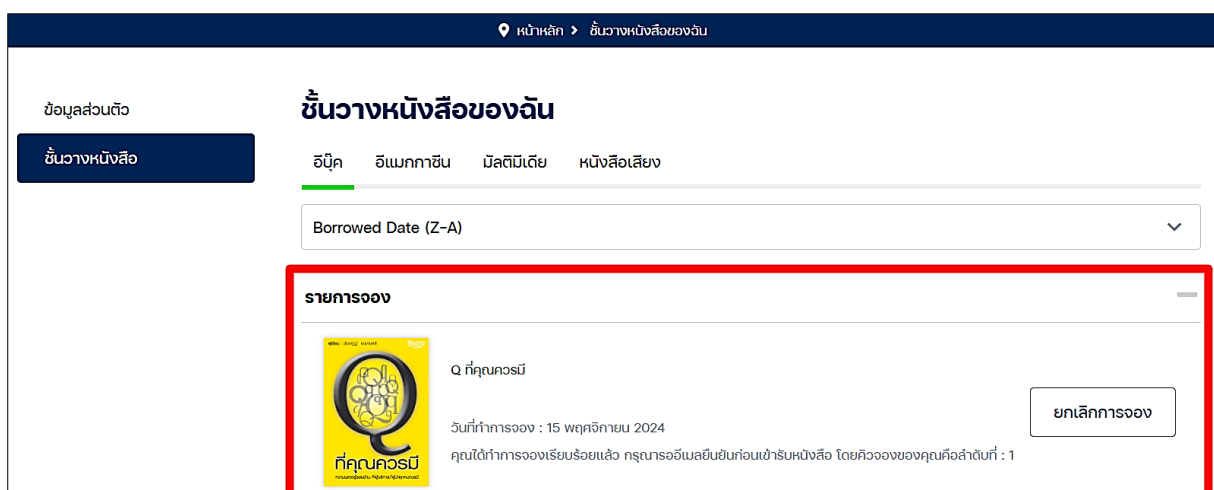 หน้าหลัก > ชั้นวางหนังสือของฉัน
ข้อมูลส่วนตัว
ชั้นวางหนังสือ
ชั้นวางหนังสือของฉัน
อีบุ๊ค อีแมกกาซีน มัลติมีเดีย หนังสือเสียง
Borrowed Date (Z-A)
รายการจอง
Q
ที่คุณควรมี
Q ที่คุณควรมี
วันที่ทำการจอง : 15 พฤศจิกายน 2024
คุณได้ทำการจองเรียบร้อยแล้ว กรุณารออีเมลยืนยันก่อนเข้ารับหนังสือ โดยคิวจองของคุณคือลำดับที่ : 1
ยกเลิกการจอง